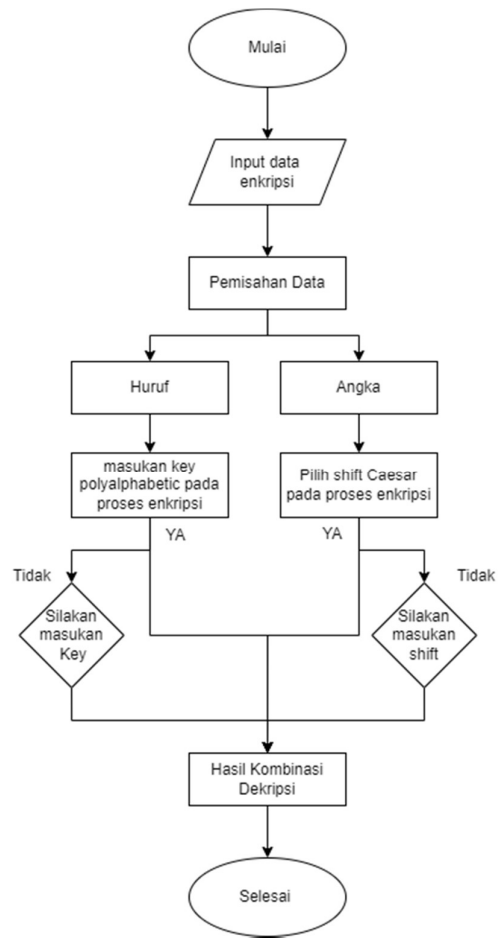 Mulai
Input data
enkripsi
Pemisahan Data
Huruf
Angka
masukan key
polyalphabetic pada
proses enkripsi
Pilih shift Caesar
pada proses enkripsi
YA
YA
Tidak
Tidak
Silakan
masukan
Key
Silakan
masukan
shift
Hasil Kombinasi
Dekripsi
Selesai